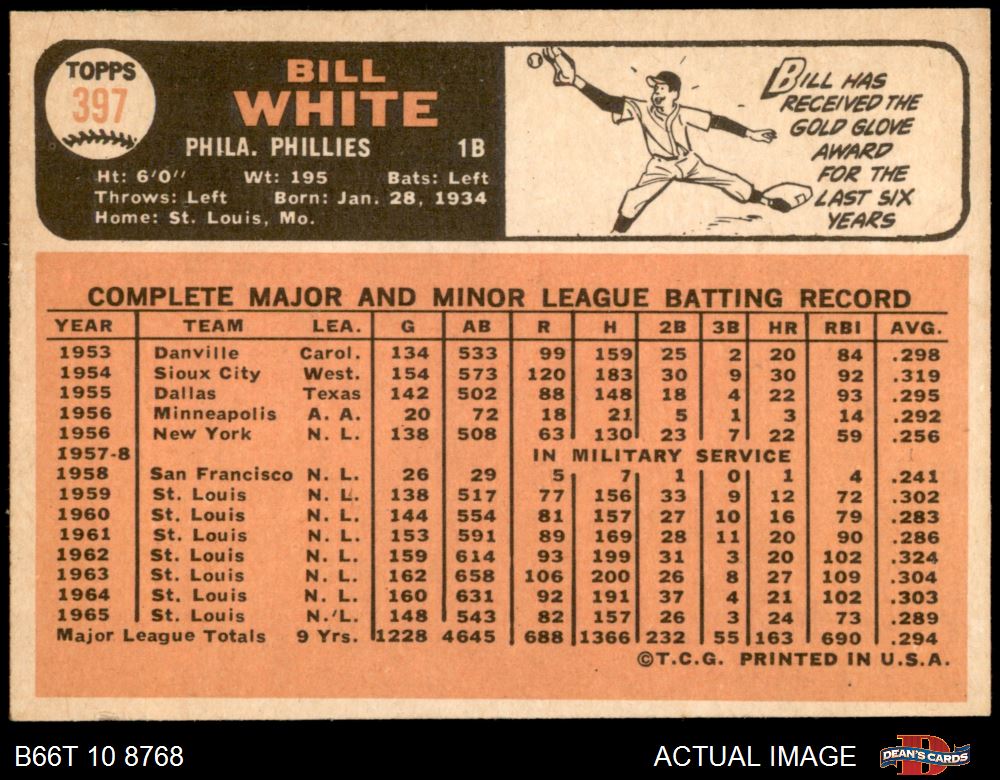 TOPPS
397
BILL
WHITE
PHILA. PHILLIES 1B
Ht: 6'0" Wt: 195 Bats: Left
Throws: Left Born: Jan. 28, 1934
Home: St. Louis, Mo.
BILL HAS
RECEIVED THE
GOLD GLOVE
AWARD
FOR THE
LAST SIX
YEARS
COMPLETE MAJOR AND MINOR LEAGUE BATTING RECORD
YEAR TEAM LEA. G AB R H 2B 3B HR RBI AVG.
1953 Danville Carol. 134 533 99 159 25 2 20 84 .298
1954 Sioux City West. 154 573 120 183 30 9 30 92 .319
1955 Dallas Texas 142 502 88 148 18 4 22 93 .295
1956 Minneapolis A. A. 20 72 18 21 5 1 3 14 .292
1956 New York N. L. 138 508 63 130 23 7 22 59 .256
1957-8 IN MILITARY SERVICE
1958 San Francisco N. L. 26 29 5 7 1 0 1 4 .241
1959 St. Louis N. L. 138 517 77 156 33 9 12 72 .302
1960 St. Louis N. L. 144 554 81 157 27 10 16 79 .283
1961 St. Louis N. L. 153 591 89 169 28 11 20 90 .286
1962 St. Louis N. L. 159 614 93 199 31 3 20 102 .324
1963 St. Louis N. L. 162 658 106 200 26 8 27 109 .304
1964 St. Louis N. L. 160 631 92 191 37 4 21 102 .303
1965 St. Louis N. L. 148 543 82 157 26 3 24 73 .289
Major League Totals 9 Yrs. 1228 4645 688 1366 232 55 163 690 .294
©T.C.G. PRINTED IN U.S.A.
B66T 10 8768 ACTUAL IMAGE DEAN'S CARDS